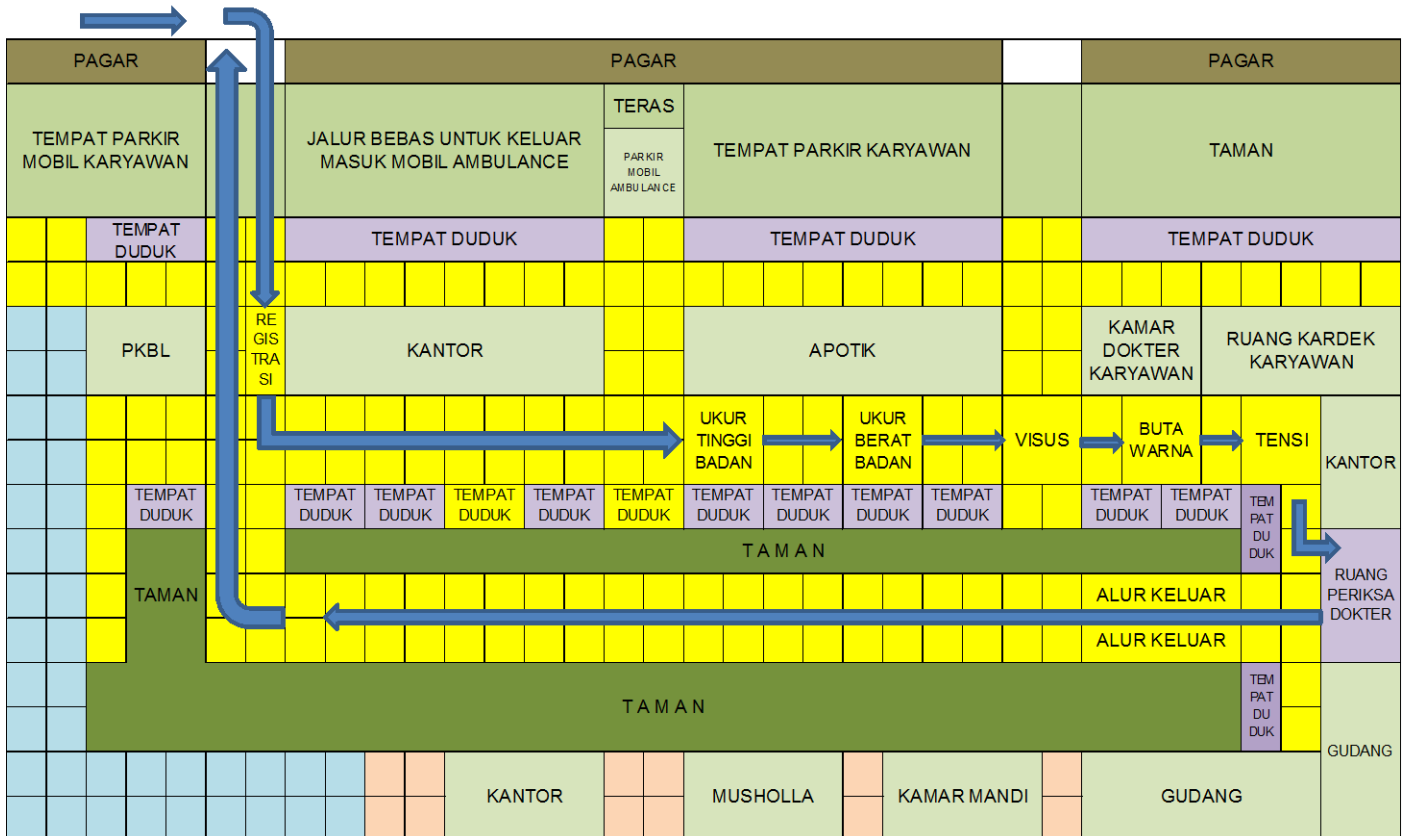 PAGAR
PAGAR
PAGAR
TEMPAT PARKIR
MOBIL KARYAWAN
JALUR BEBAS UNTUK KELUAR
MASUK MOBIL AMBULANCE
TERAS
PARKIR
MOBIL
AMBULANCE
TEMPAT PARKIR KARYAWAN
TAMAN
TEMPAT
DUDUK
TEMPAT DUDUK
TEMPAT DUDUK
TEMPAT DUDUK
PKBL
RE
GIS
TRA
SI
KANTOR
APOTIK
KAMAR
DOKTER
KARYAWAN
RUANG KARDEK
KARYAWAN
UKUR
TINGGI
BADAN
UKUR
BERAT
BADAN
VISUS
BUTA
WARNA
TENSI
KANTOR
TEMPAT
DUDUK
TEMPAT
DUDUK
TEMPAT
DUDUK
TEMPAT
DUDUK
TEMPAT
DUDUK
TEMPAT
DUDUK
TEMPAT
DUDUK
TEMPAT
DUDUK
TEMPAT
DUDUK
TEMPAT
DUDUK
TEMPAT
DUDUK
TEMPAT
DUDUK
TEM
PAT
DU
DUK
TAMAN
TAMAN
RUANG
PERIKSA
DOKTER
ALUR KELUAR
ALUR KELUAR
TAMAN
TEM
PAT
DU
DUK
GUDANG
KANTOR
MUSHOLLA
KAMAR MANDI
GUDANG